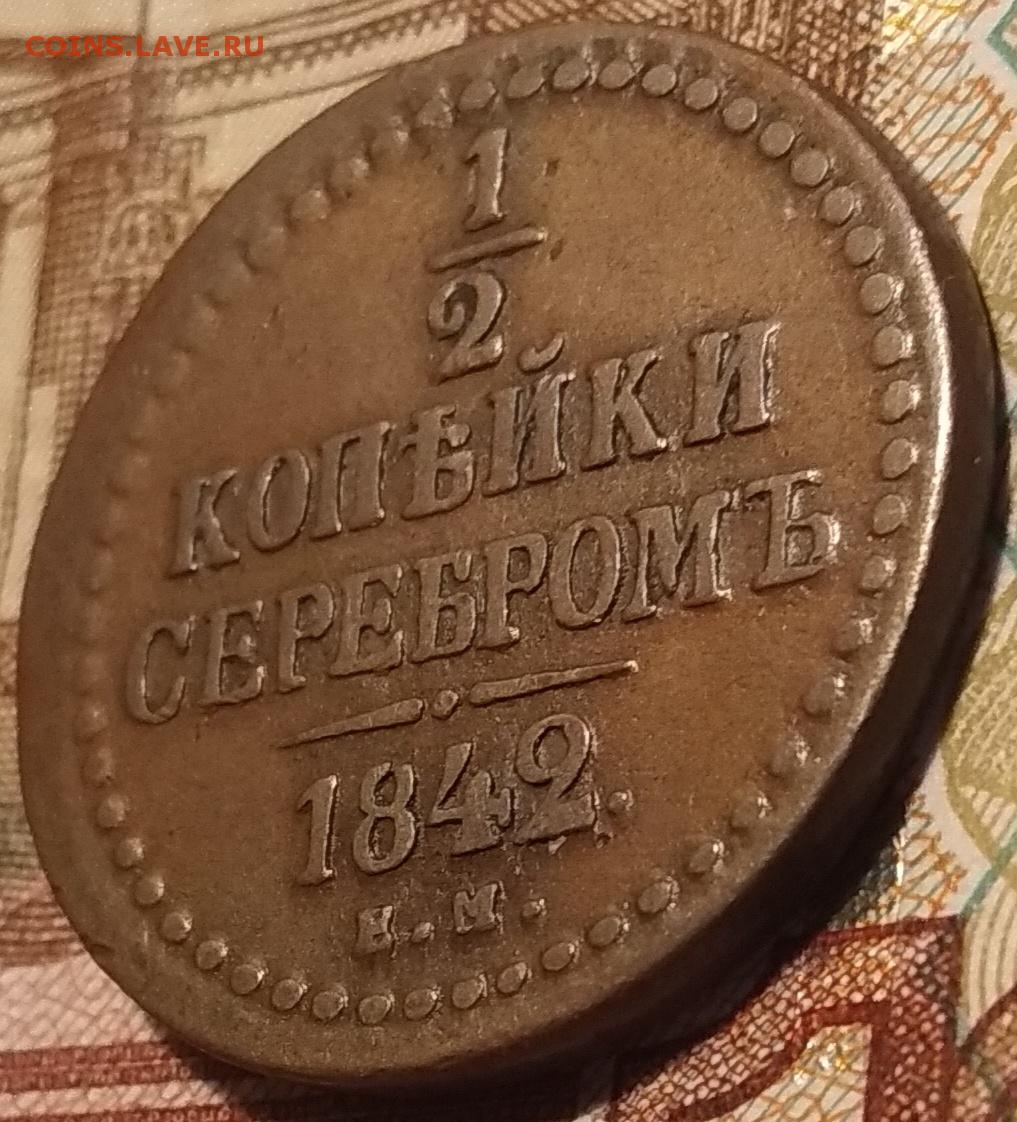 COINS.LAVE.RU
1
2
КОПѢЙКИ
СЕРЕБРОМЪ
1842.
Е.М.